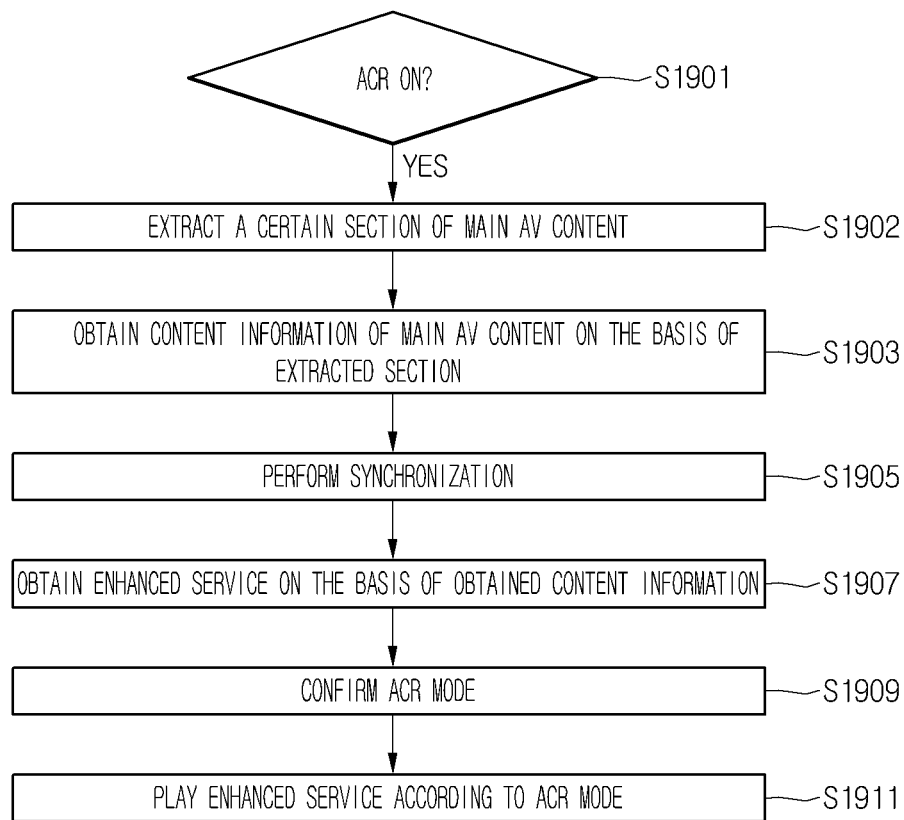 ACR ON?
S1901
YES
EXTRACT A CERTAIN SECTION OF MAIN AV CONTENT
S1902
OBTAIN CONTENT INFORMATION OF MAIN AV CONTENT ON THE BASIS OF
EXTRACTED SECTION
S1903
PERFORM SYNCHRONIZATION
S1905
OBTAIN ENHANCED SERVICE ON THE BASIS OF OBTAINED CONTENT INFORMATION
S1907
CONFIRM ACR MODE
S1909
PLAY ENHANCED SERVICE ACCORDING TO ACR MODE
S1911